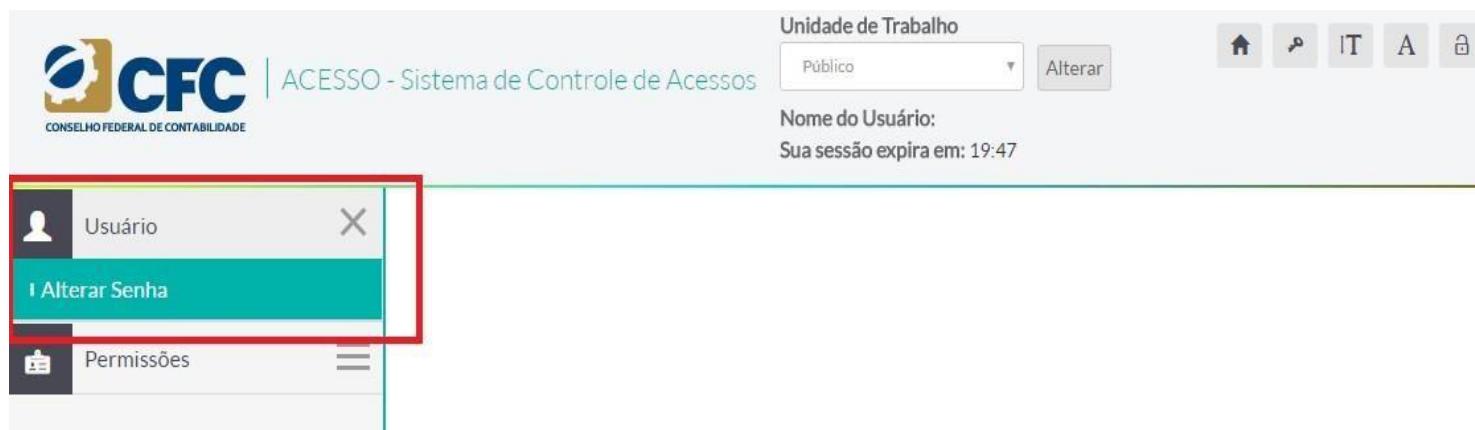 CFC
CONSELHO FEDERAL DE CONTABILIDADE
ACESSO - Sistema de Controle de Acessos
Unidade de Trabalho
Público
Alterar
Nome do Usuário:
Sua sessão expira em: 19:47
IT A
Usuário
Alterar Senha
Permissões